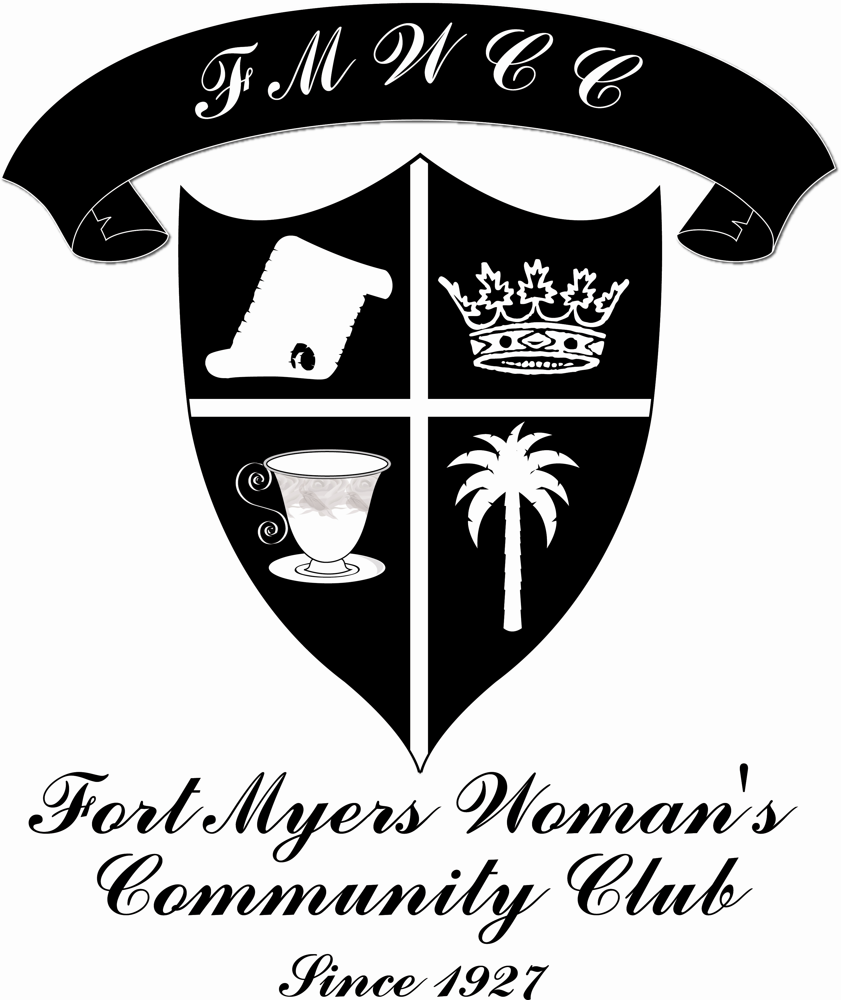 F M W C C
Fort Myers Woman's
Community Club
Since 1927